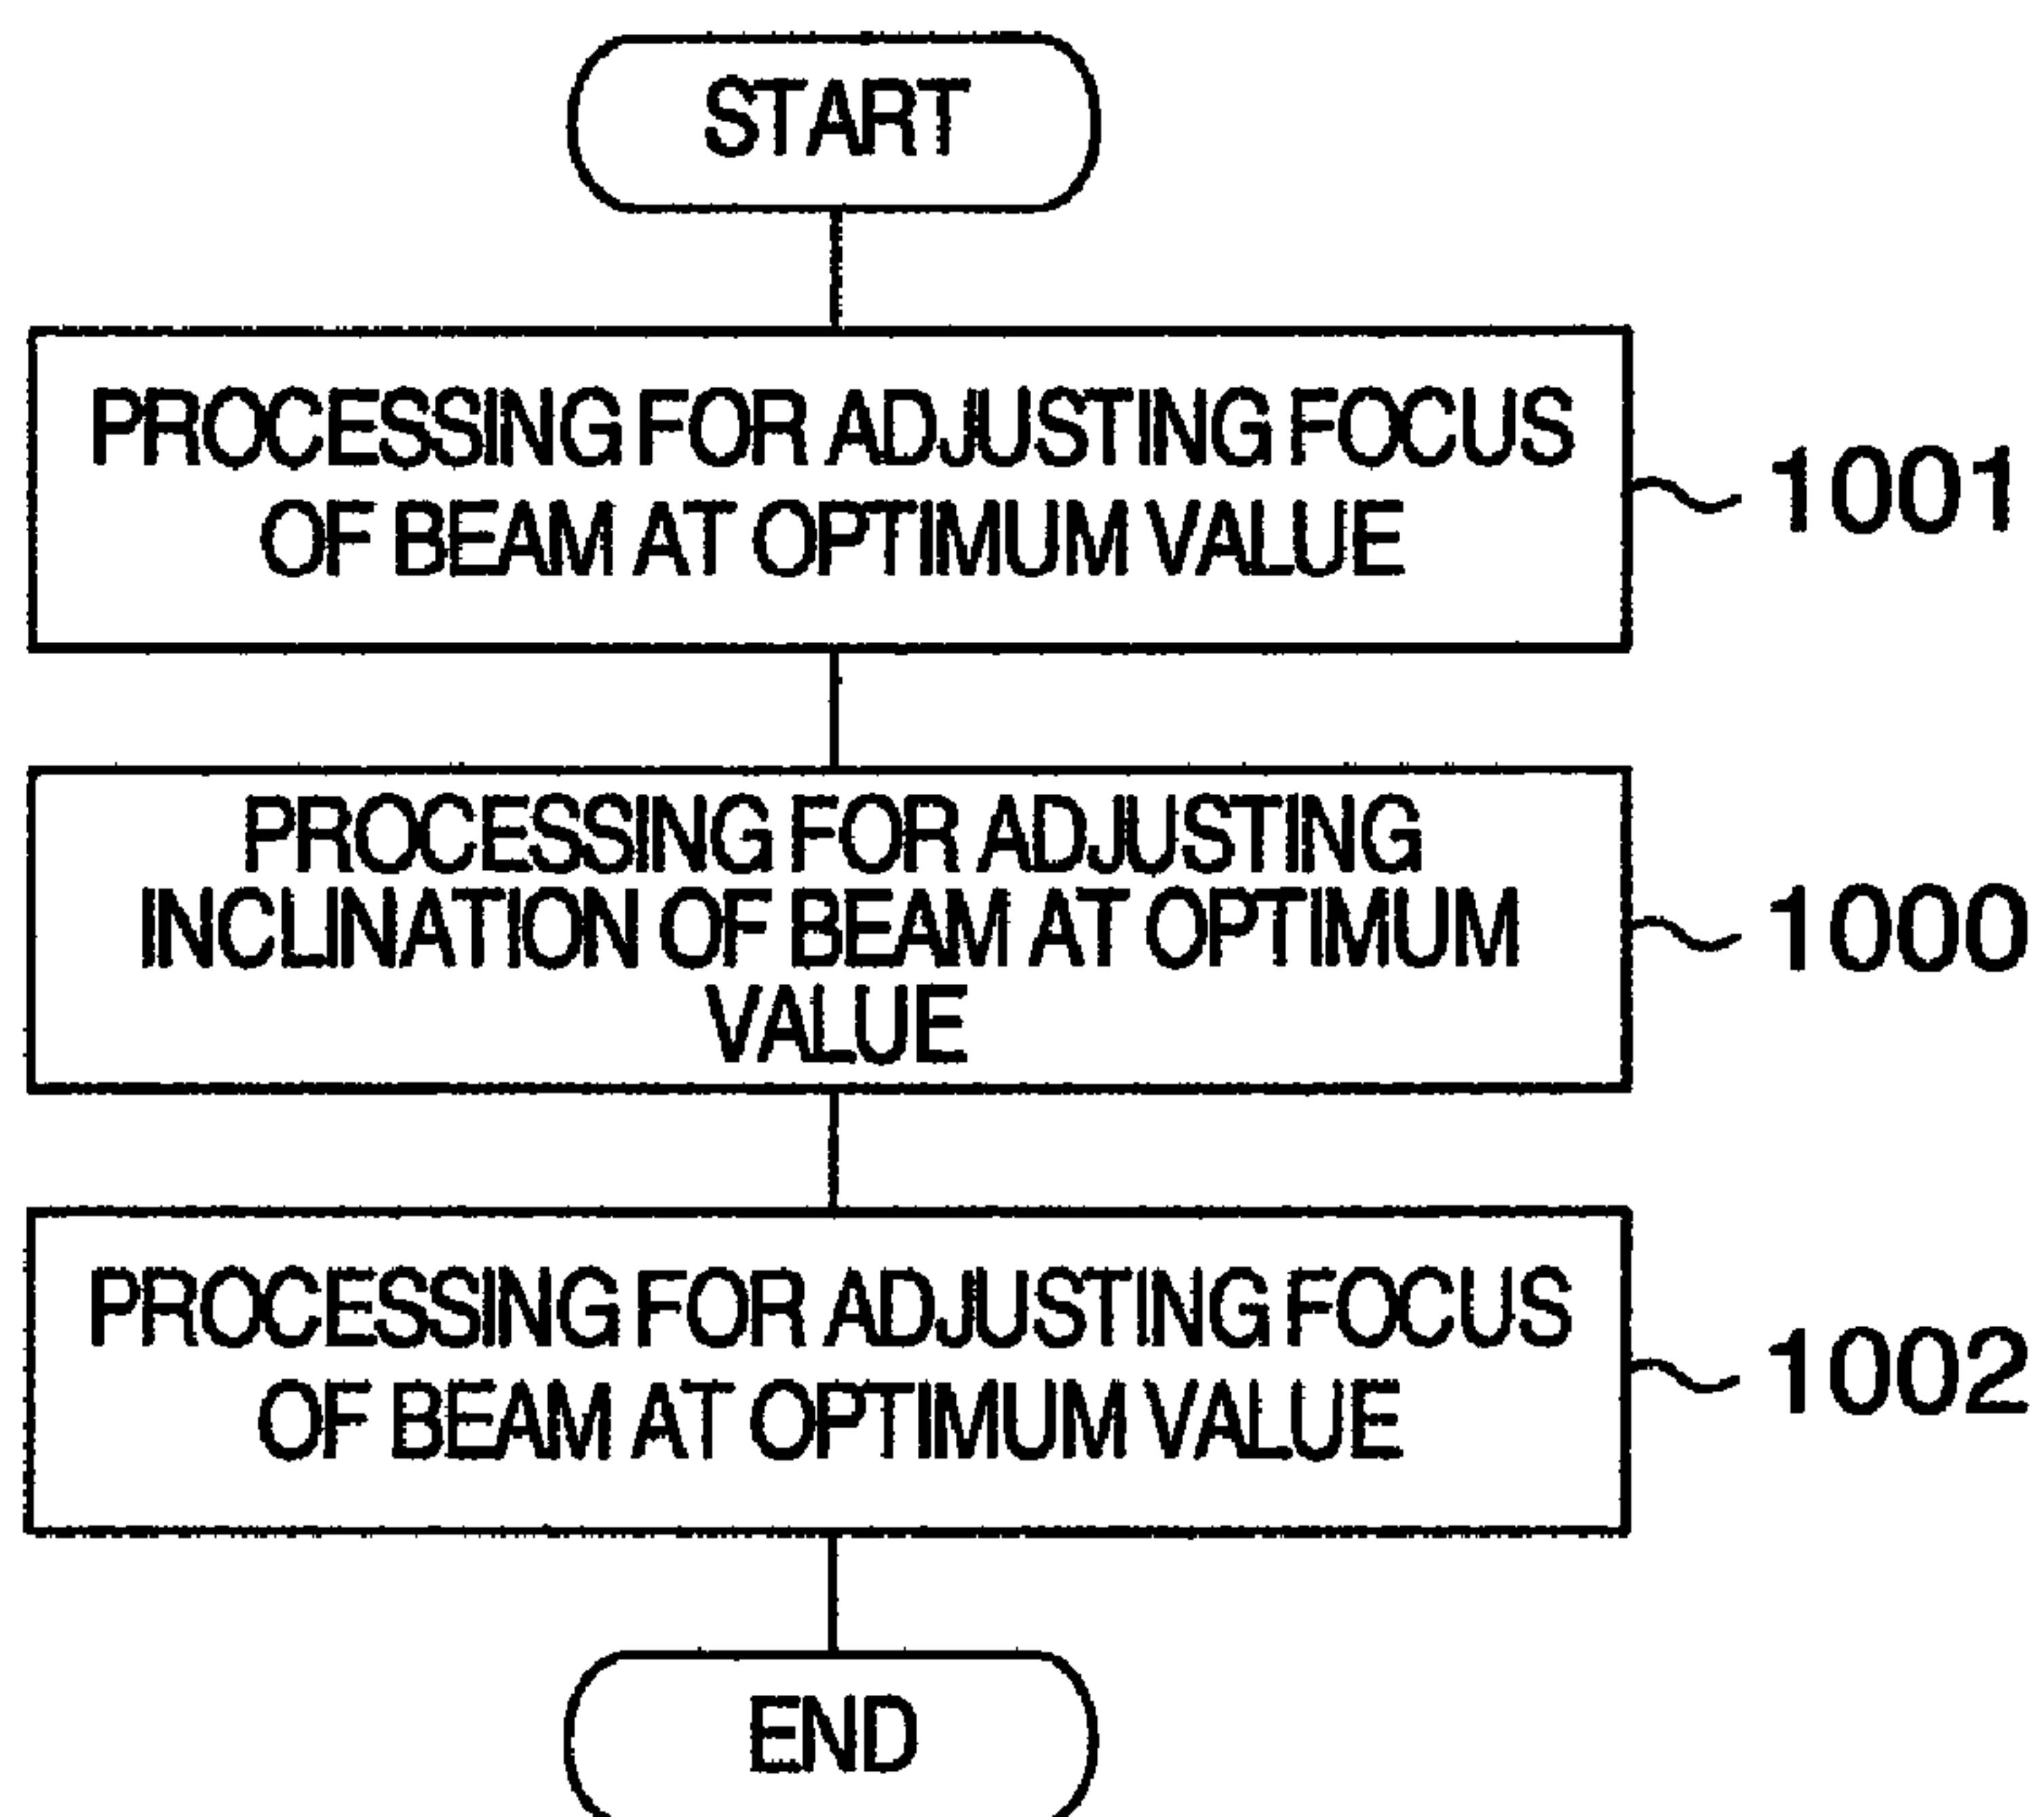 START
PROCESSING FOR ADJUSTING FOCUS
OF BEAM AT OPTIMUM VALUE
1001
PROCESSING FOR ADJUSTING
INCLINATION OF BEAM AT OPTIMUM
VALUE
1000
PROCESSING FOR ADJUSTING FOCUS
OF BEAM AT OPTIMUM VALUE
1002
END